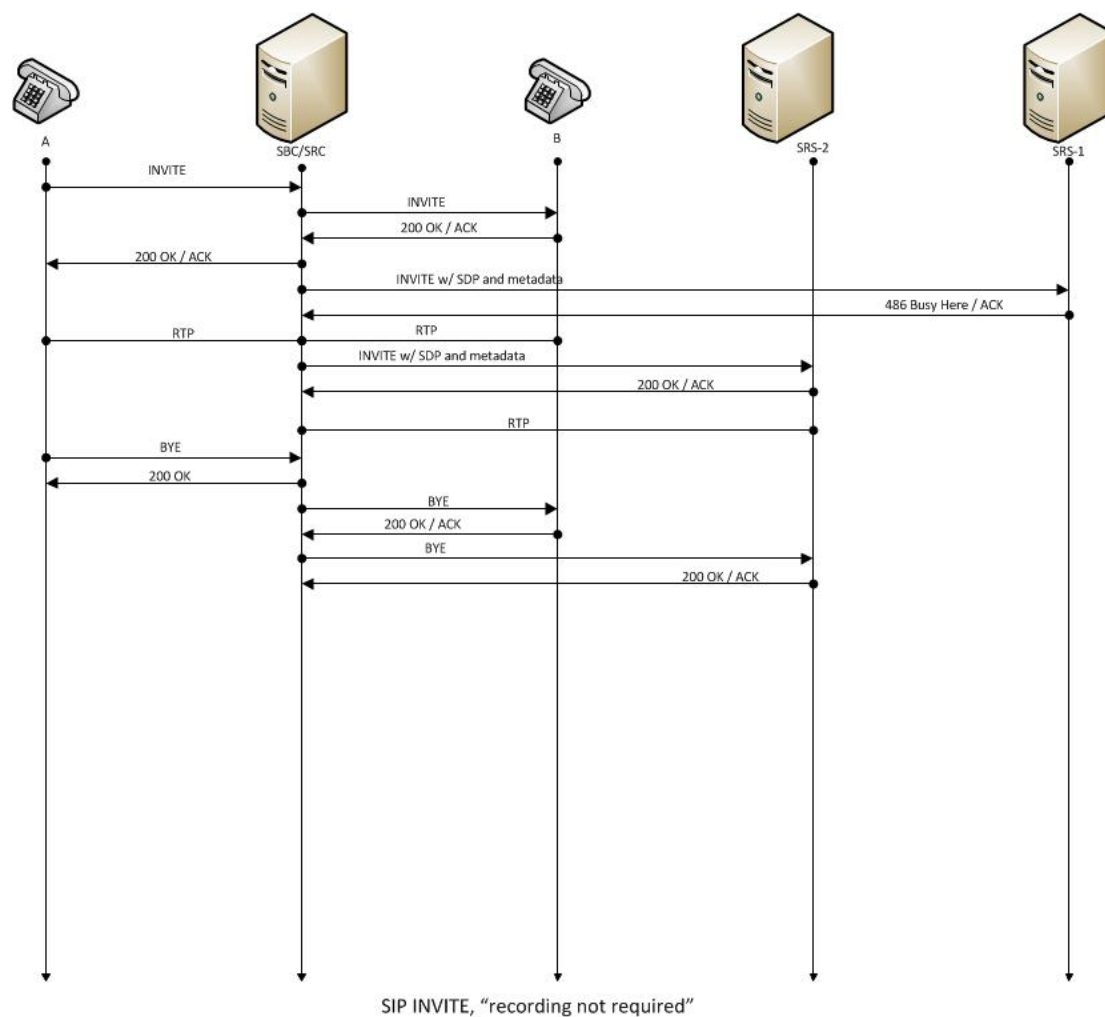 A
SBC/SRC
B
SRS-2
SRS-1
INVITE
INVITE
200 OK / ACK
200 OK / ACK
INVITE w/ SDP and metadata
486 Busy Here / ACK
RTP
RTP
INVITE w/ SDP and metadata
200 OK / ACK
RTP
BYE
200 OK
BYE
200 OK / ACK
BYE
200 OK / ACK
SIP INVITE, “recording not required”